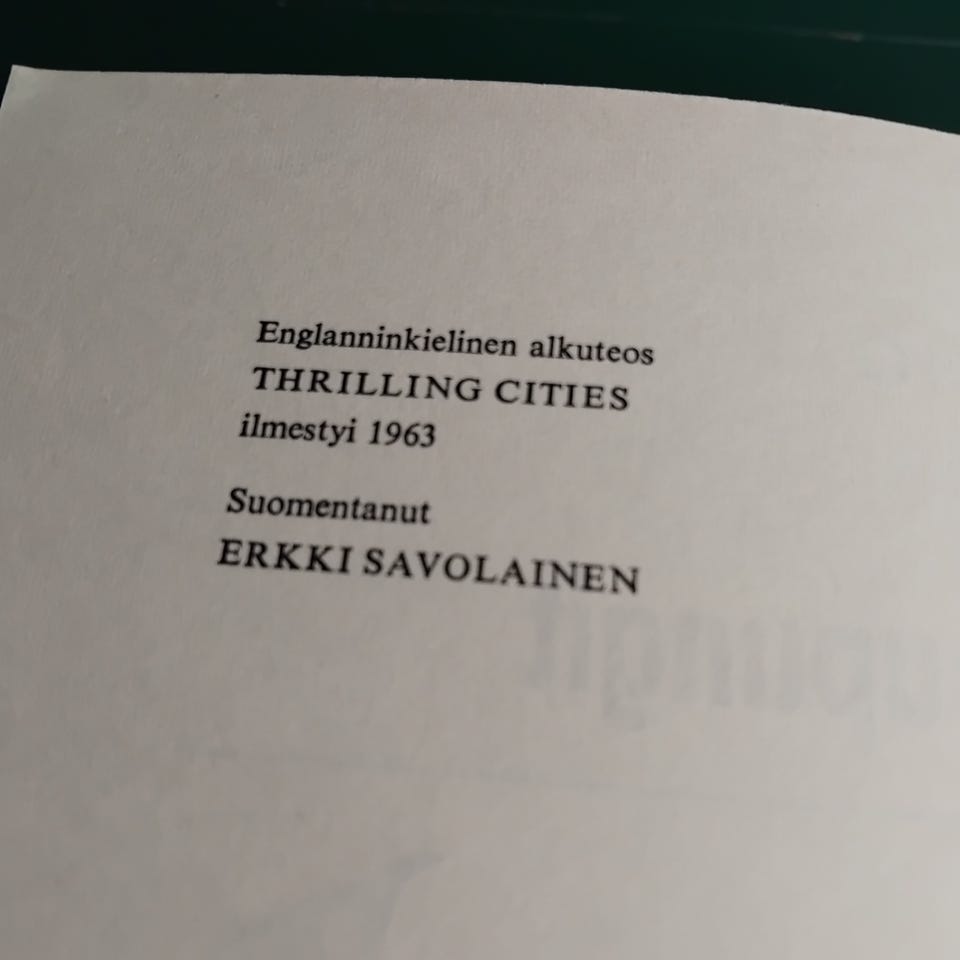 Englanninkielinen alkuteos
THRILLING CITIES
ilmestyi 1963
Suomentanut
ERKKI SAVOLAINEN